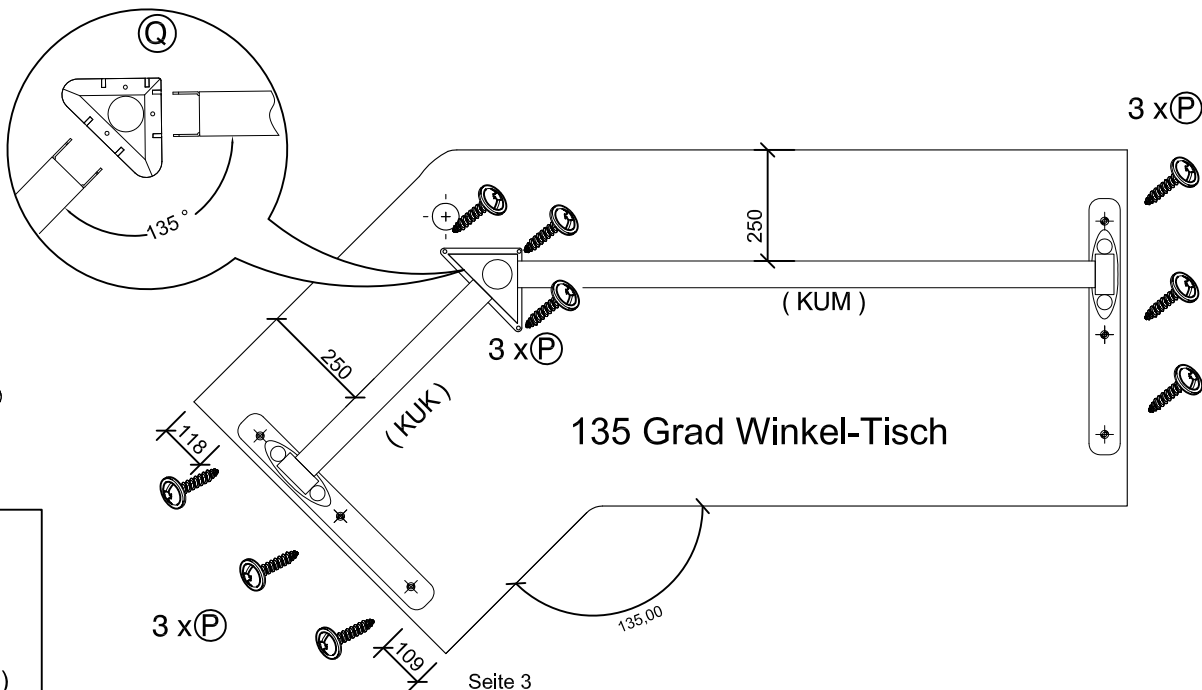 Q
3 x P
135 °
250
( KUM )
3 x P
250
( KUK )
135 Grad Winkel-Tisch
118
135,00
3 x P
109
Seite 3
)